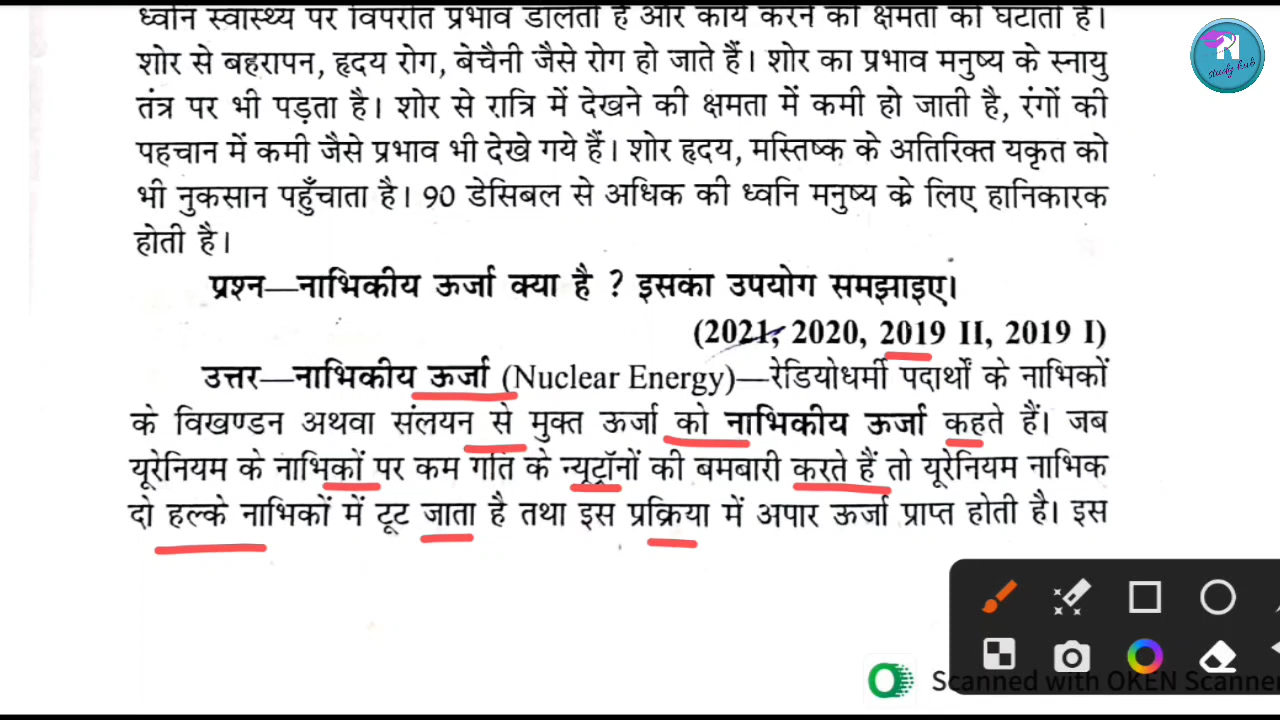 ध्वनि स्वास्थ्य पर विपरीत प्रभाव डालती है और कार्य करने की क्षमता को घटाती है।
शोर से बहरापन, हृदय रोग, बेचैनी जैसे रोग हो जाते हैं। शोर का प्रभाव मनुष्य के स्नायु
तंत्र पर भी पड़ता है। शोर से रात्रि में देखने की क्षमता में कमी हो जाती है, रंगों की
पहचान में कमी जैसे प्रभाव भी देखे गये हैं। शोर हृदय, मस्तिष्क के अतिरिक्त यकृत को
भी नुकसान पहुँचाता है। 90 डेसिबल से अधिक की ध्वनि मनुष्य के लिए हानिकारक
होती है।
प्रश्न—नाभिकीय ऊर्जा क्या है ? इसका उपयोग समझाइए।
(2021, 2020, 2019 II, 2019 I)
उत्तर—नाभिकीय ऊर्जा (Nuclear Energy)—रेडियोधर्मी पदार्थों के नाभिकों
के विखण्डन अथवा संलयन से मुक्त ऊर्जा को नाभिकीय ऊर्जा कहते हैं। जब
यूरेनियम के नाभिकों पर कम गति के न्यूट्रॉनों की बमबारी करते हैं तो यूरेनियम नाभिक
दो हल्के नाभिकों में टूट जाता है तथा इस प्रक्रिया में अपार ऊर्जा प्राप्त होती है। इस
study hub
Scanned with OKEN Scanner